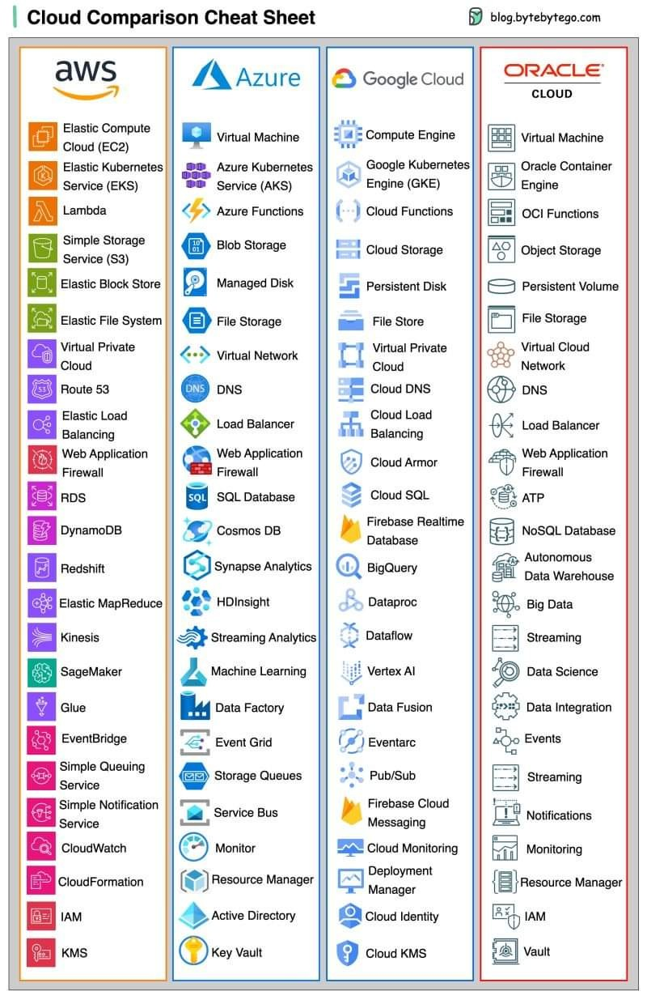 Cloud Comparison Cheat Sheet
blog.bytebytego.com
aws
Elastic Compute
Cloud (EC2)
Elastic Kubernetes
Service (EKS)
Lambda
Simple Storage
Service (S3)
Elastic Block Store
Elastic File System
Virtual Private
Cloud
53
Route 53
Elastic Load
Balancing
Web Application
Firewall
RDS
DynamoDB
Redshift
Elastic MapReduce
Kinesis
SageMaker
Glue
EventBridge
Simple Queuing
Service
Simple Notification
Service
CloudWatch
CloudFormation
IAM
KMS
Azure
Virtual Machine
Azure Kubernetes
Service (AKS)
Azure Functions
10
01
Blob Storage
Managed Disk
File Storage
Virtual Network
DNS
DNS
Load Balancer
Web Application
Firewall
SQL
SQL Database
Cosmos DB
Synapse Analytics
HDInsight
Streaming Analytics
Machine Learning
Data Factory
Event Grid
Storage Queues
Service Bus
Monitor
Resource Manager
Active Directory
Key Vault
Google Cloud
Compute Engine
Google Kubernetes
Engine (GKE)
Cloud Functions
Cloud Storage
Persistent Disk
File Store
Virtual Private
Cloud
Cloud DNS
Cloud Load
Balancing
Cloud Armor
Cloud SQL
Firebase Realtime
Database
BigQuery
Dataproc
Dataflow
Vertex AI
Data Fusion
Eventarc
Pub/Sub
Firebase Cloud
Messaging
Cloud Monitoring
Deployment
Manager
Cloud Identity
Cloud KMS
ORACLE
CLOUD
Virtual Machine
Oracle Container
Engine
OCI Functions
Object Storage
Persistent Volume
File Storage
Virtual Cloud
Network
DNS
Load Balancer
Web Application
Firewall
ATP
NoSQL Database
Autonomous
Data Warehouse
Big Data
Streaming
Data Science
Data Integration
Events
Streaming
Notifications
Monitoring
Resource Manager
IAM
Vault